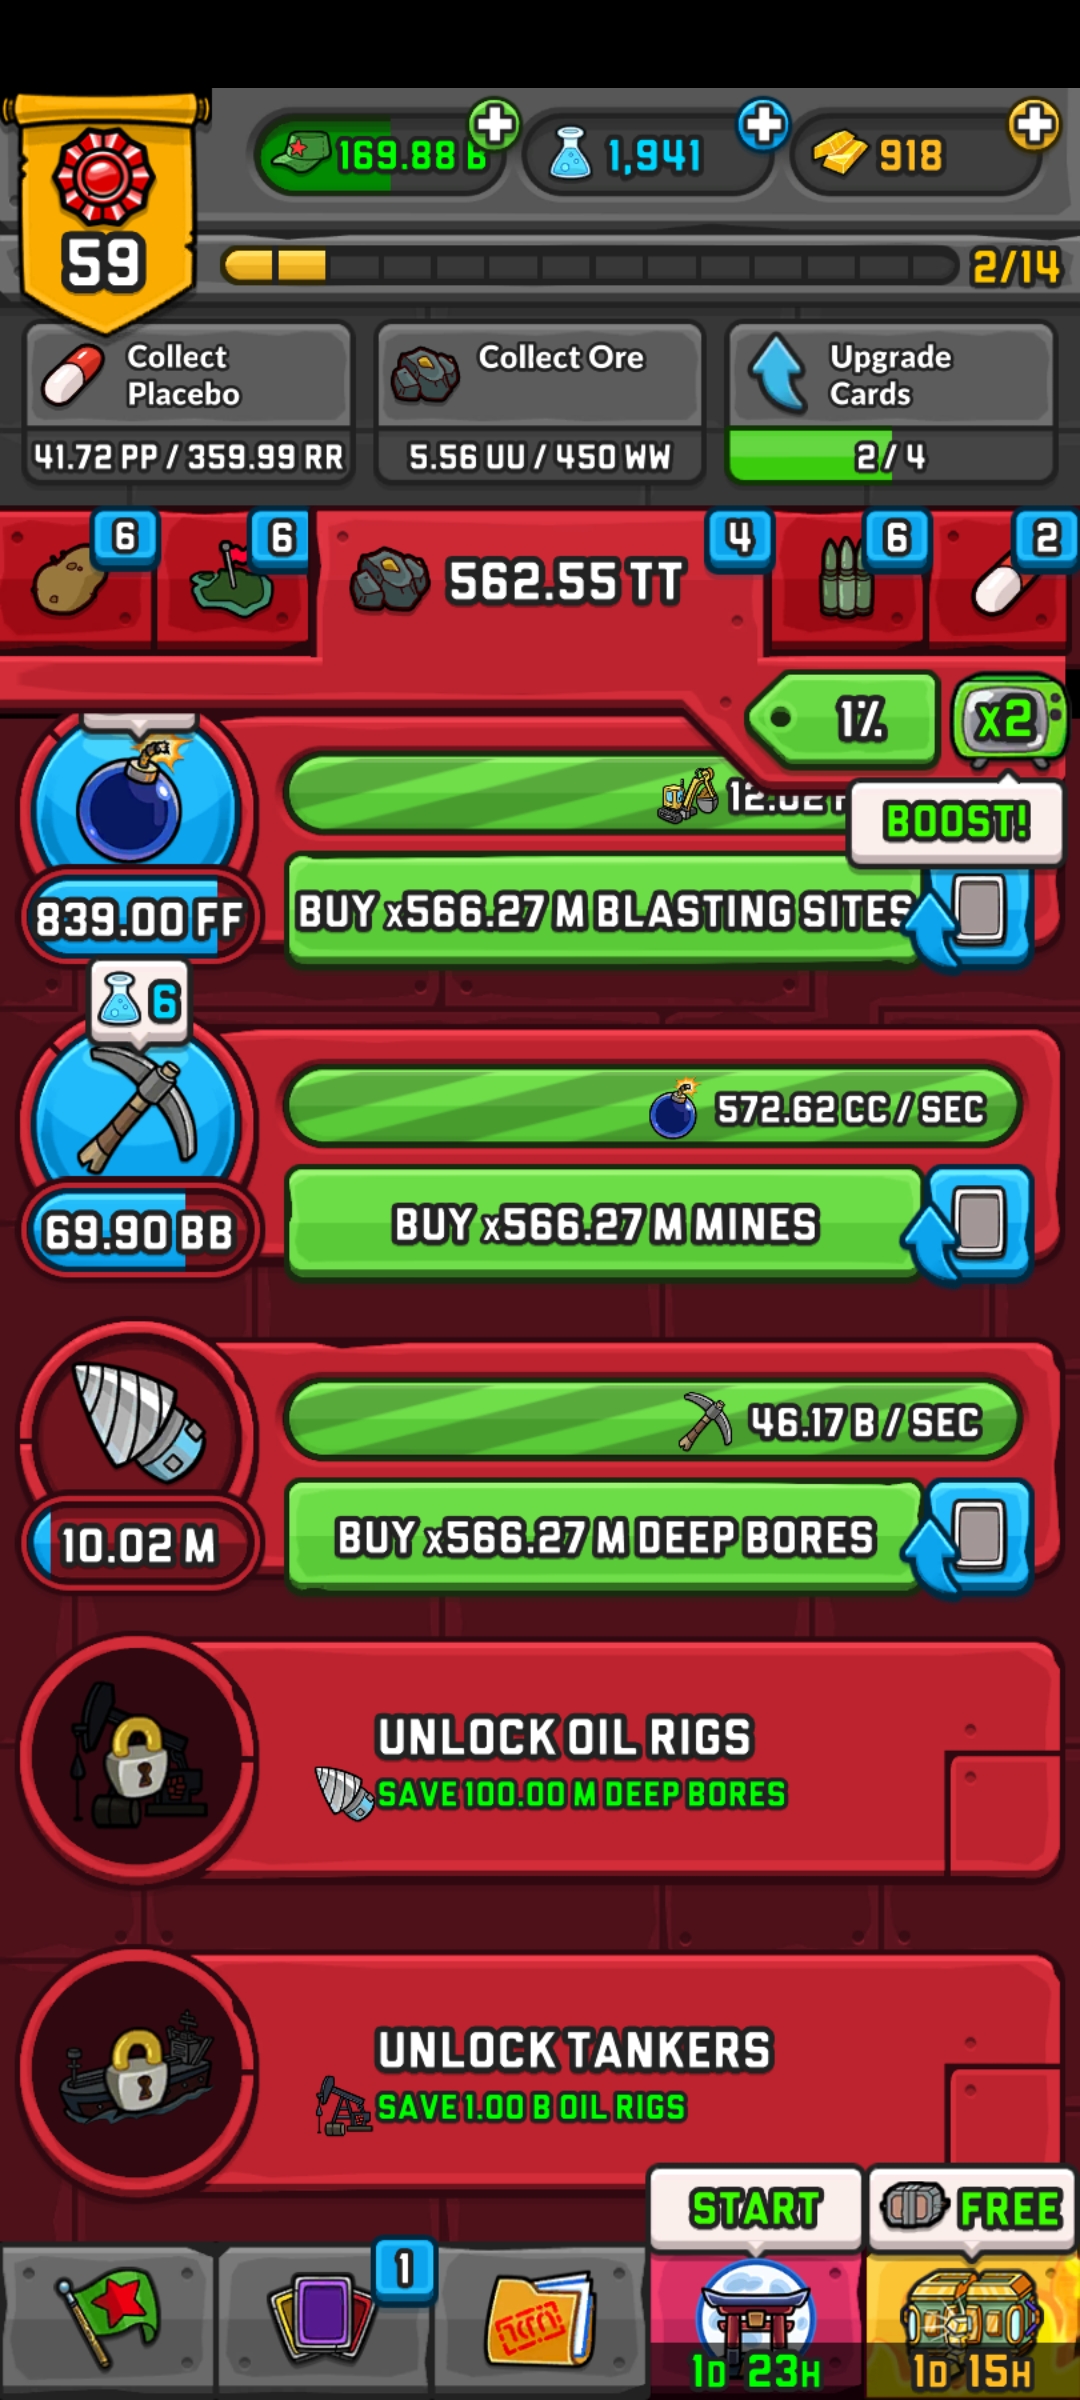 169.88 B
1,941
918
59
2/14
Collect
Placebo
41.72 PP / 359.99 RR
Collect Ore
5.56 UU / 450 WW
Upgrade
Cards
2 / 4
6
6
562.55 TT
4
6
2
1%
x2
BOOST!
839.00 FF
BUY x566.27 M BLASTING SITES
6
572.62 CC / SEC
69.90 BB
BUY x566.27 M MINES
46.17 B / SEC
10.02 M
BUY x566.27 M DEEP BORES
UNLOCK OIL RIGS
SAVE 100.00 M DEEP BORES
UNLOCK TANKERS
SAVE 1.00 B OIL RIGS
START
FREE
1
1D 23H
1D 15H